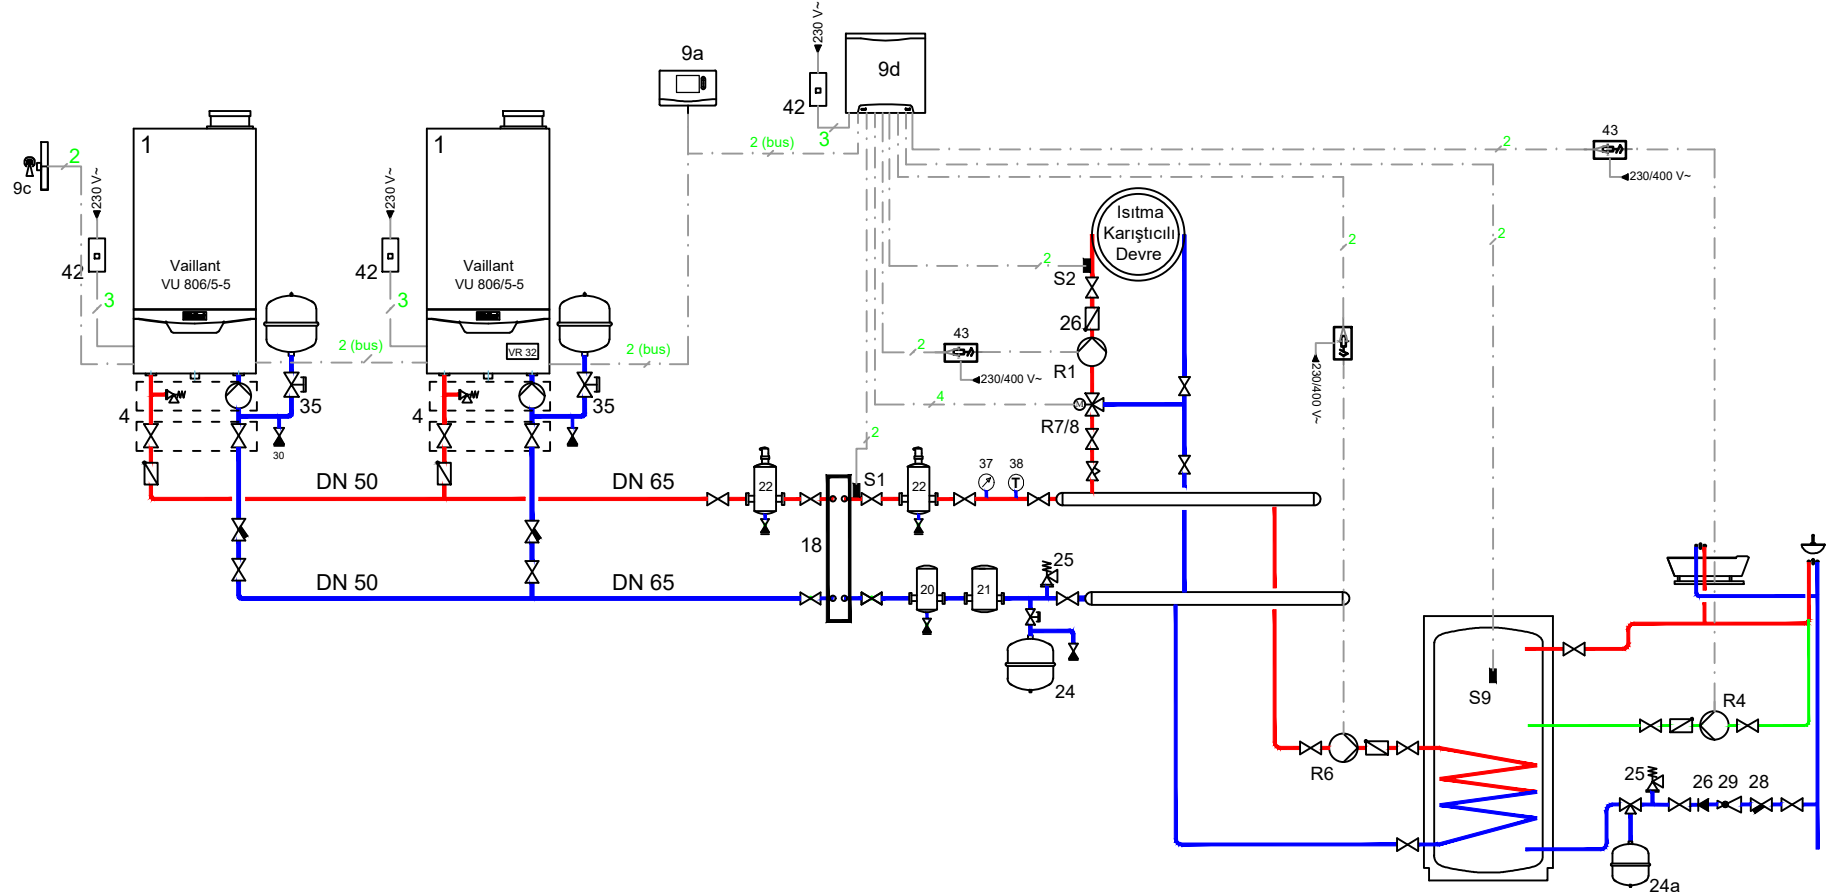 230 V~
9a
9d
42
3
2 (bus)
2
43
230/400 V~
1
1
2
9c
230 V~
230 V~
42
42
3
3
Vaillant
VU 806/5-5
Vaillant
VU 806/5-5
VR 32
2 (bus)
2 (bus)
Isıtma
Karıştıcılı
Devre
2
S2
26
2
2
43
2
R1
230/400 V~
230/4000 V~
4
R7/8
2
4
35
30
4
35
DN 50
DN 65
22
S1
22
37
38
T
M
18
DN 50
DN 65
20
21
25
24
S9
R4
R6
25
26
29
28
24a